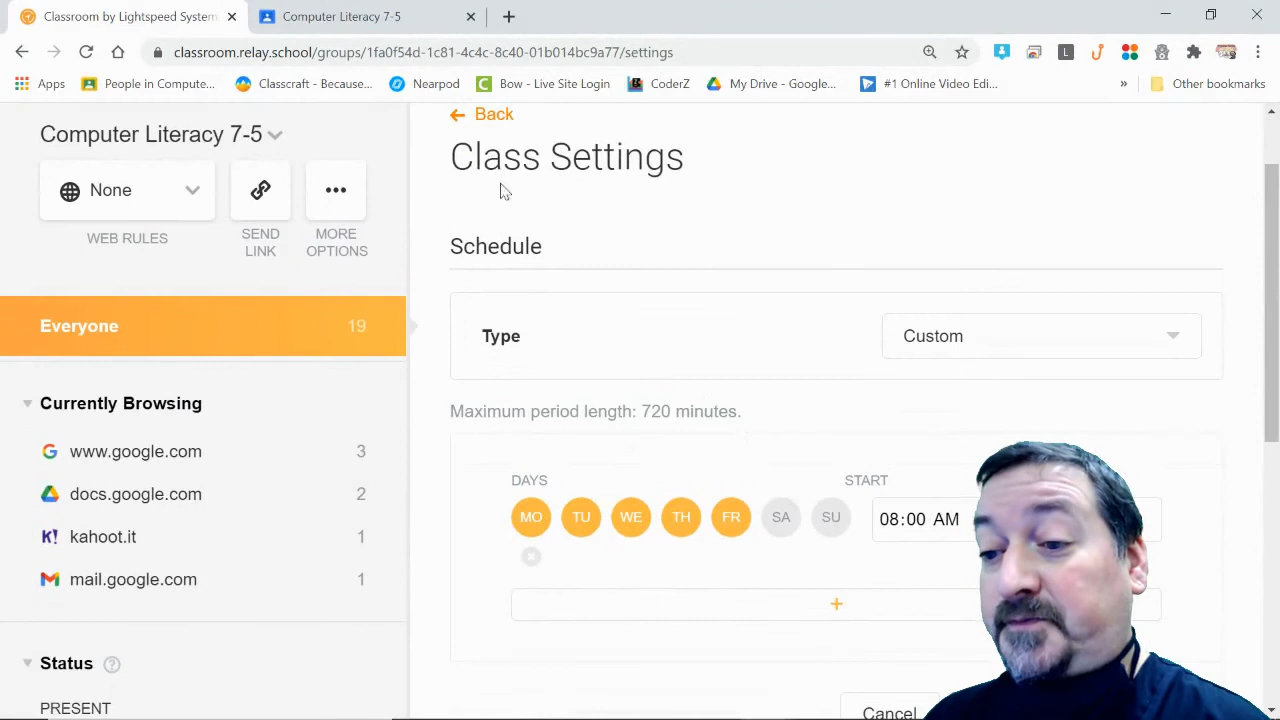 Classroom by Lightspeed System
Computer Literacy 7-5
classroom.relay.school/groups/1fa0f54d-1c81-4c4c-8c40-01b014bc9a77/settings
Apps People in Compute... Classcraft - Becaus... Nearpod Bow - Live Site Login CoderZ My Drive - Google... #1 Online Video Edi... » Other bookmarks
Computer Literacy 7-5
None
WEB RULES
SEND
LINK
MORE
OPTIONS
Everyone 19
Currently Browsing
www.google.com 3
docs.google.com 2
kahoot.it 1
mail.google.com 1
Status ?
PRESENT
← Back
Class Settings
Schedule
Type Custom
Maximum period length: 720 minutes.
DAYS START
MO TU WE TH FR SA SU 08:00 AM
+
Cancel